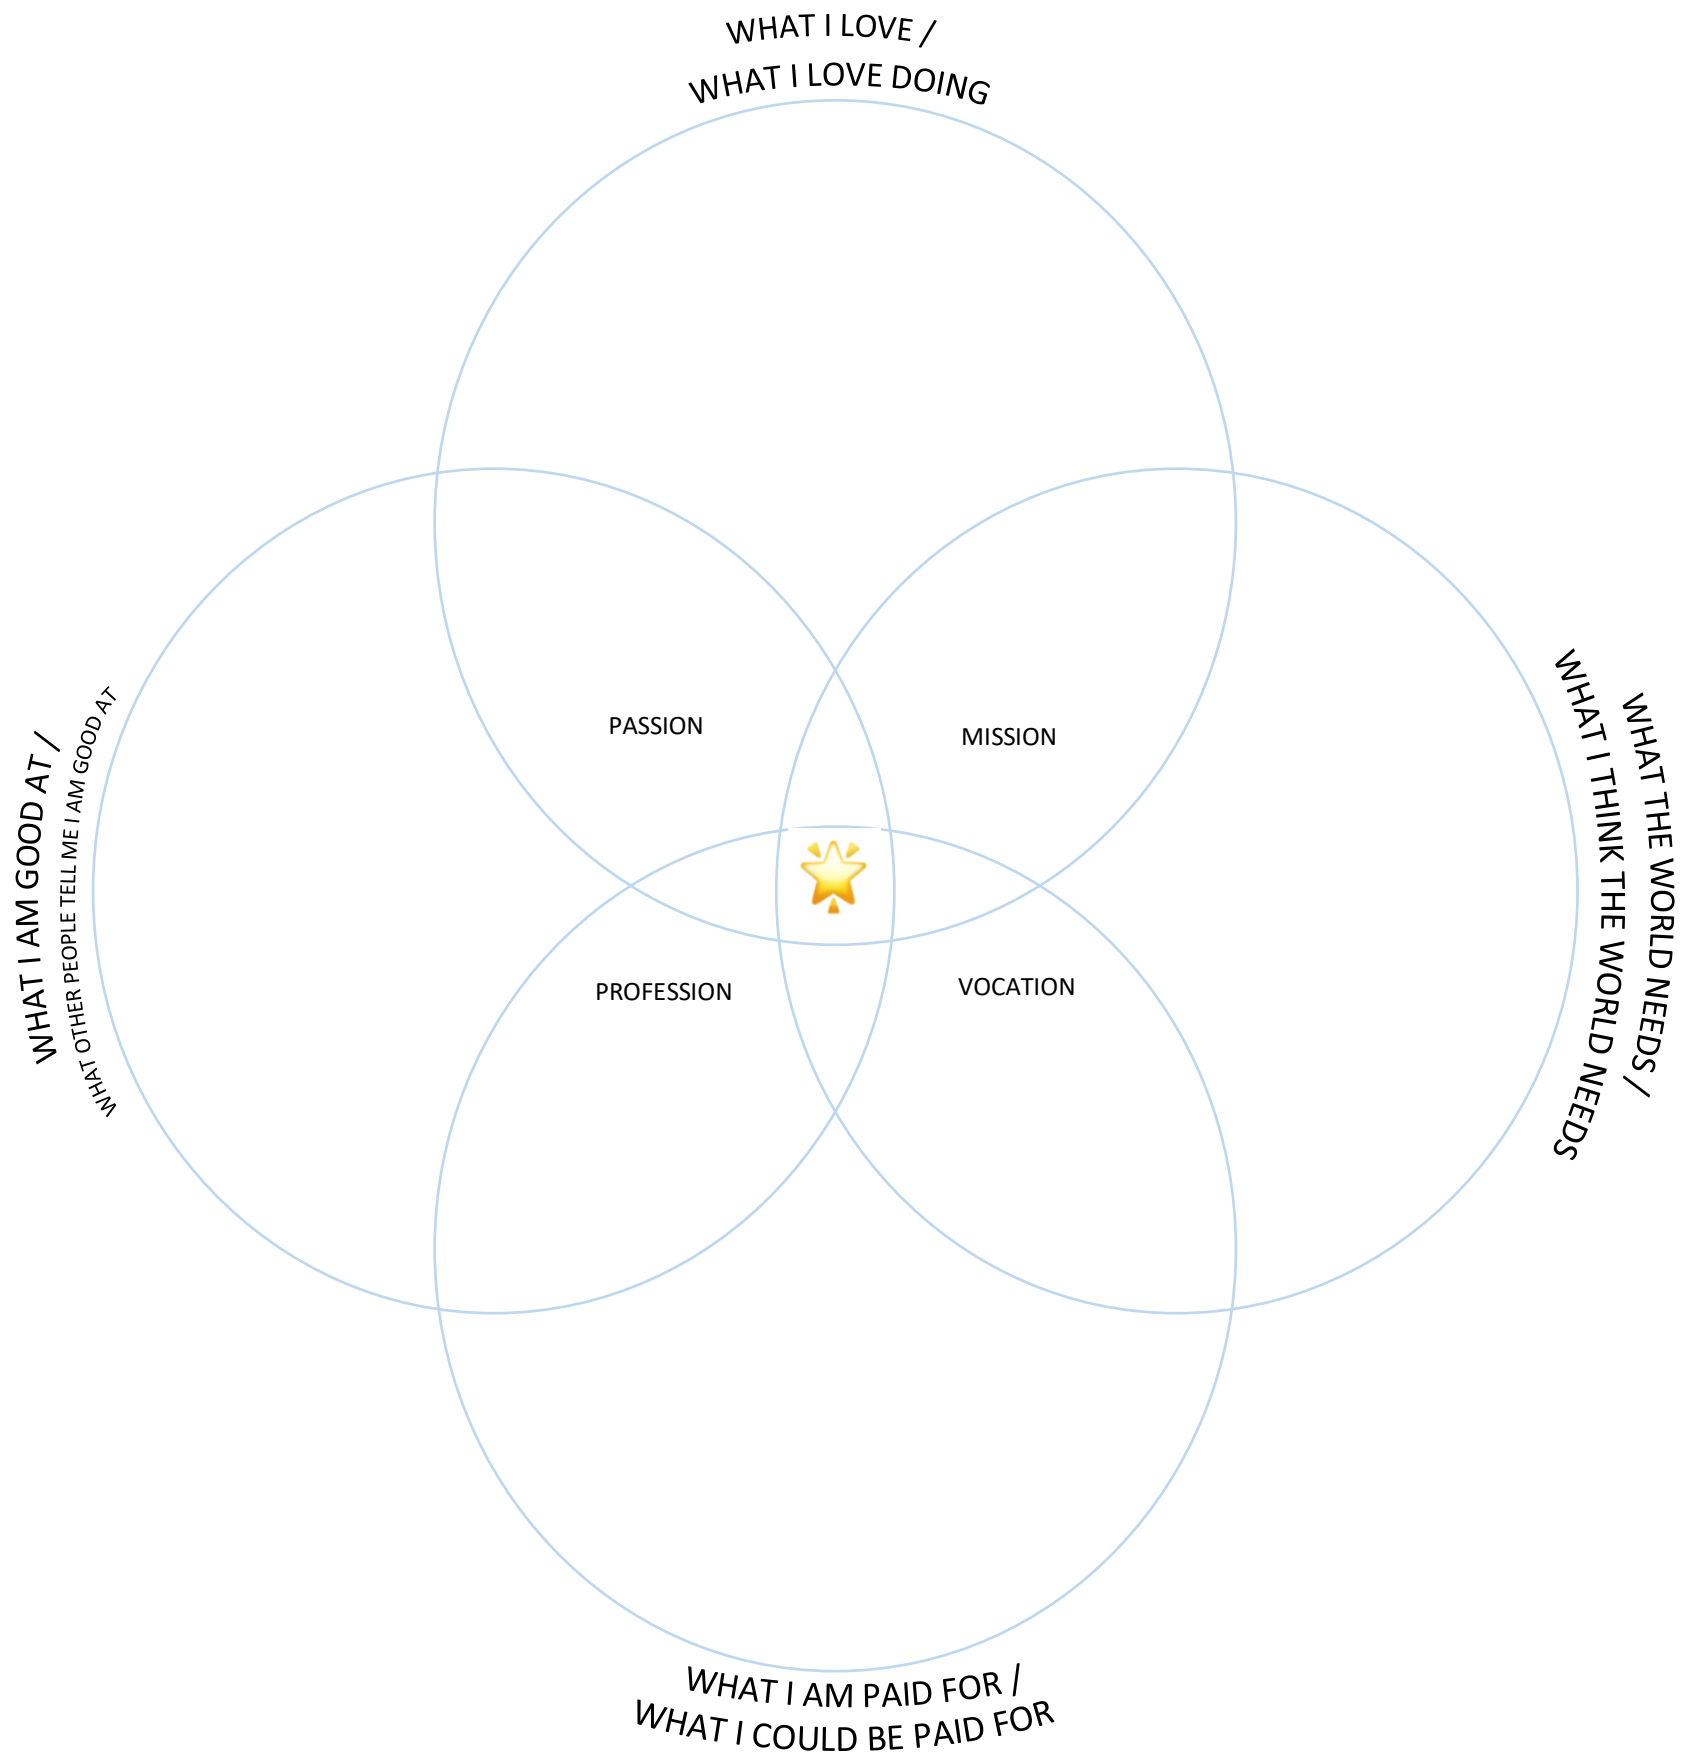 WHAT I LOVE /
WHAT I LOVE DOING
PASSION
MISSION
WHAT I AM GOOD AT /
WHAT OTHER PEOPLE TELL ME I AM GOOD AT
WHAT THE WORLD NEEDS /
WHAT I THINK THE WORLD NEEDS
PROFESSION
VOCATION
WHAT I AM PAID FOR /
WHAT I COULD BE PAID FOR